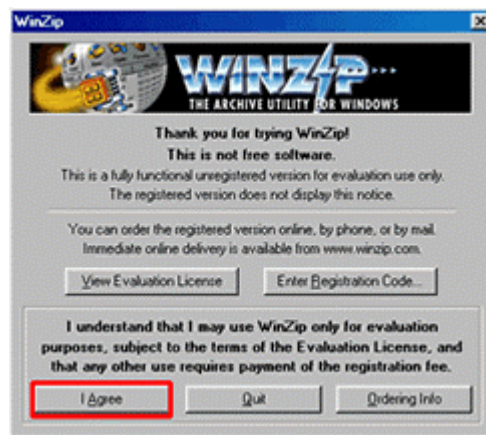 WinZip
WINZIP...
THE ARCHIVE UTILITY FOR WINDOWS
Thank you for trying WinZip!
This is not free software.
This is a fully functional unregistered version for evaluation use only.
The registered version does not display this notice.
You can order the registered version online, by phone, or by mail.
Immediate online delivery is available from www.winzip.com.
View Evaluation License Enter Registration Code...
I understand that I may use WinZip only for evaluation
purposes, subject to the terms of the Evaluation License, and
that any other use requires payment of the registration fee.
I Agree Quit Ordering Info